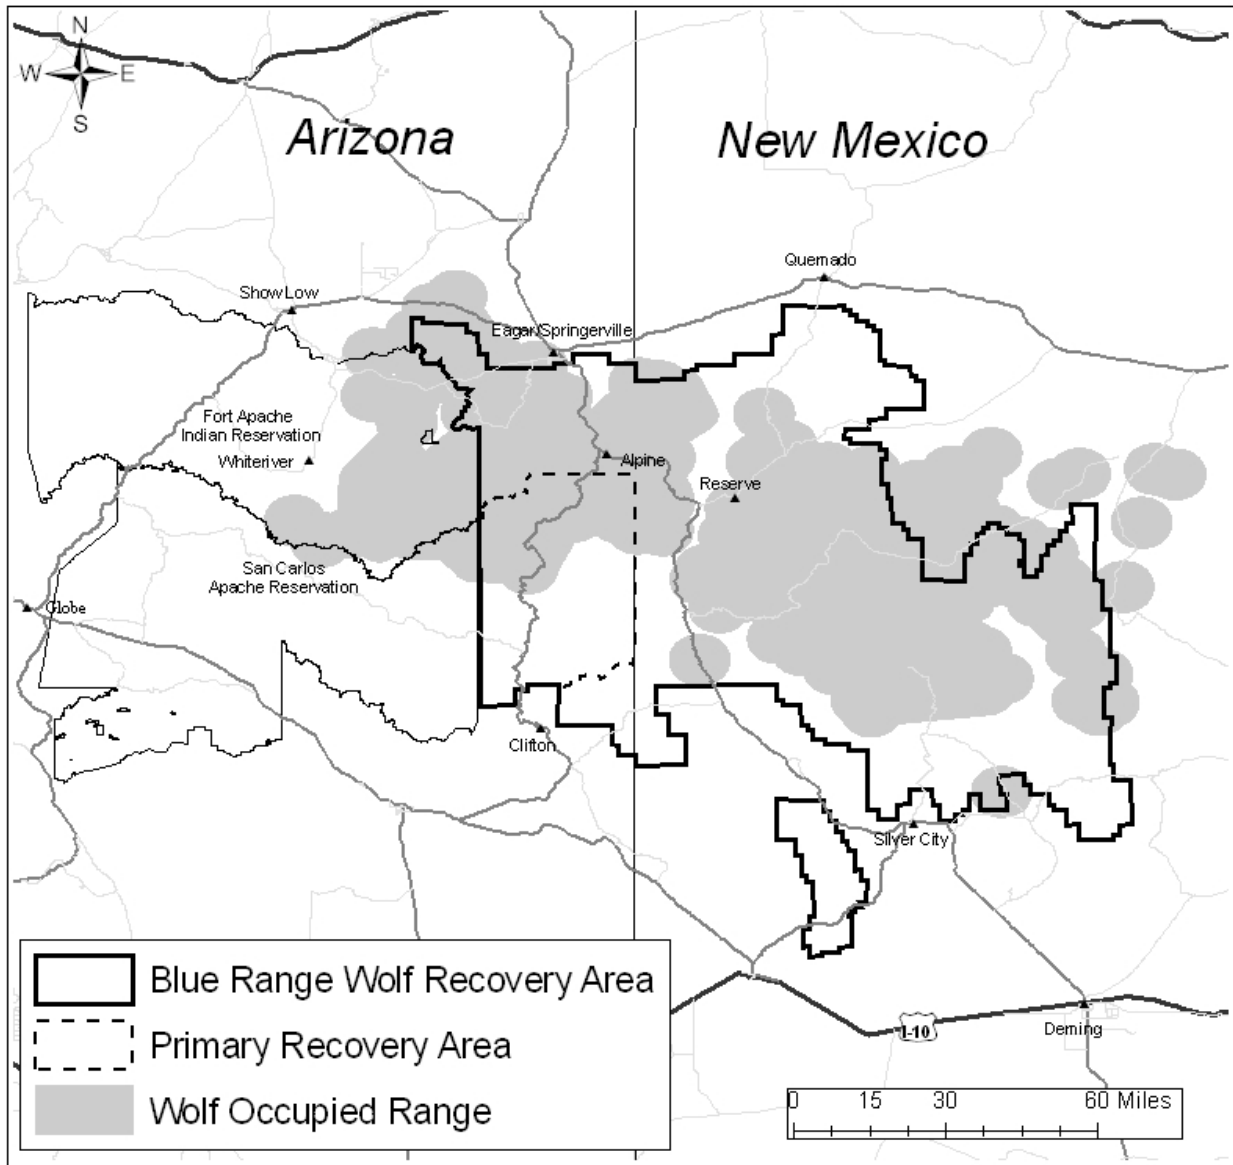 N
W E
S
Arizona
New Mexico
Quemado
Show Low
Eagar/Springerville
Fort Apache
Indian Reservation
Whiteriver
Alpine
Reserve
San Carlos
Apache Reservation
Globe
Clifton
Silver City
I-10
Deming
Blue Range Wolf Recovery Area
Primary Recovery Area
Wolf Occupied Range
0 15 30 60 Miles